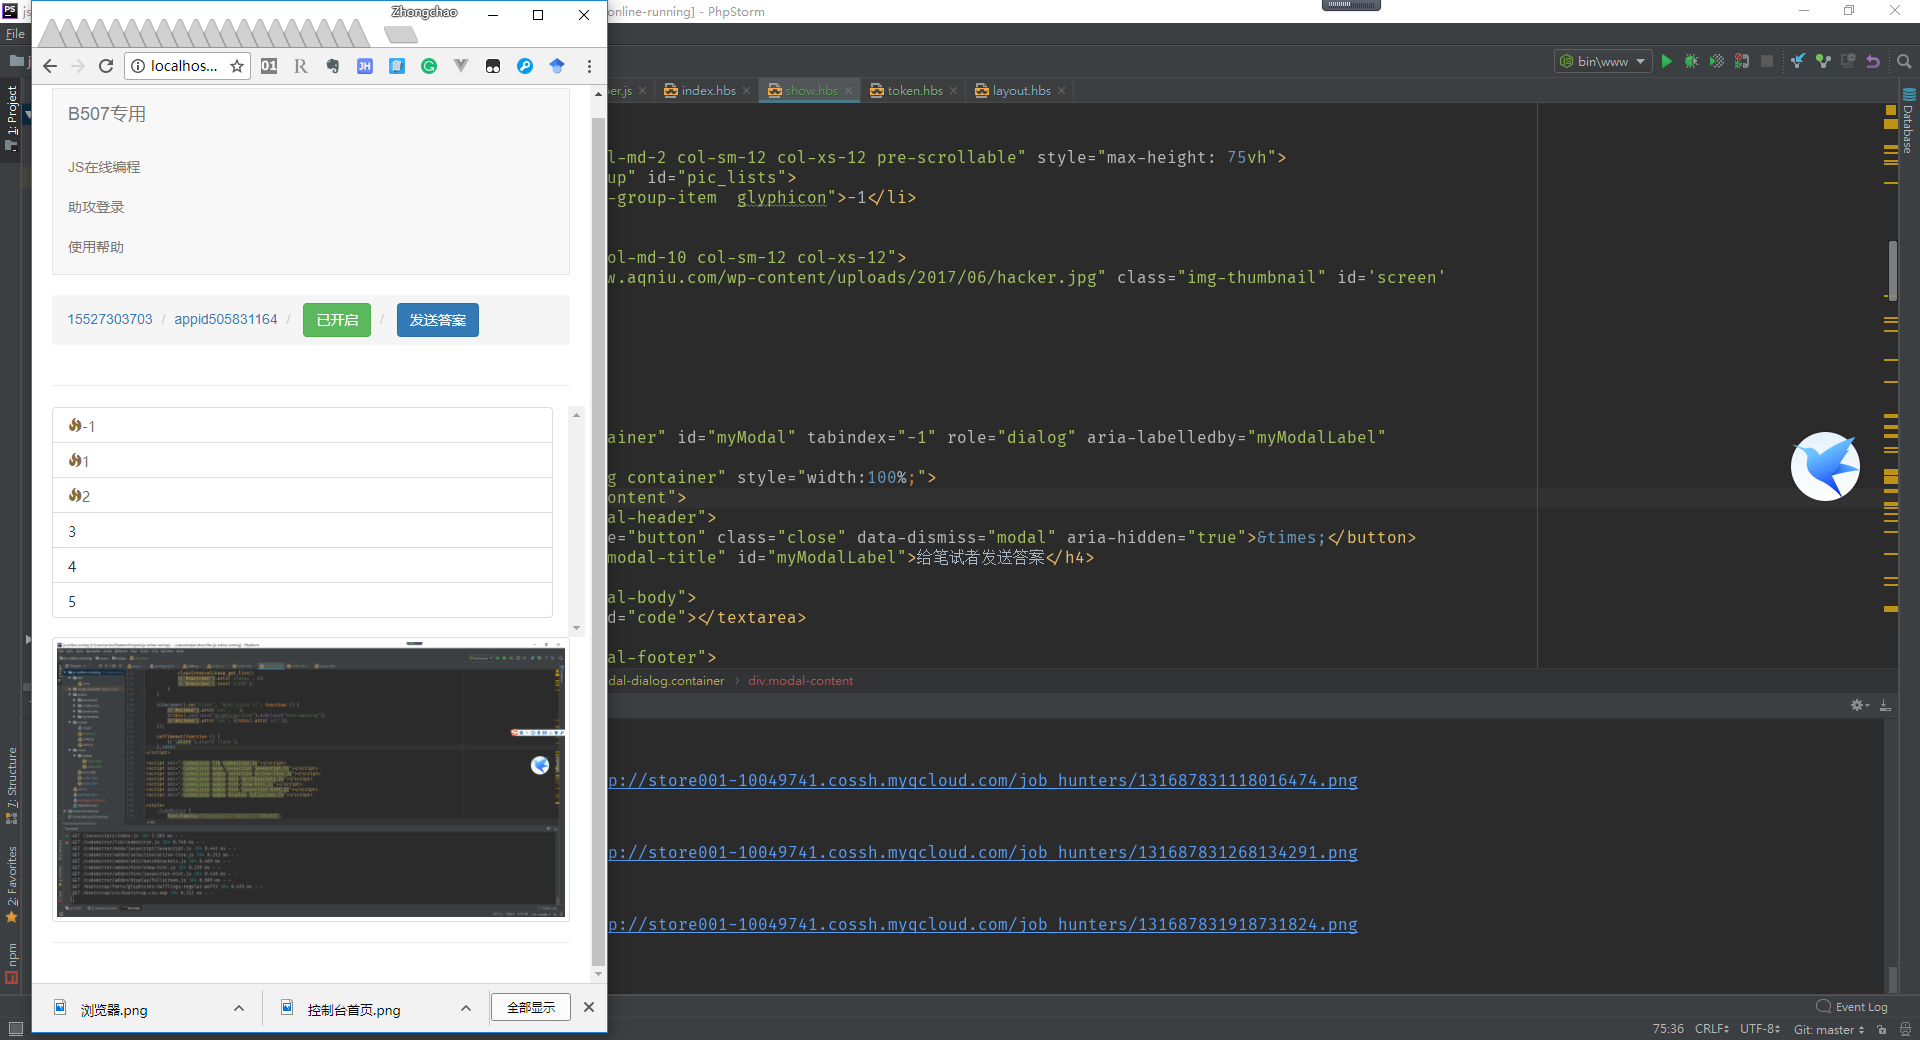 Zhongchao
online-running] - PhpStorm
File
localhos...
bin\www
B507专用
JS在线编程
助攻登录
使用帮助
15527303703 / appid505831164 / 已开启 / 发送答案
-1
1
2
3
4
5
浏览器.png
控制台首页.png
全部显示
1: Project
7: Structure
2: Favorites
npm
Database
er.js
index.hbs
show.hbs
token.hbs
layout.hbs
l-md-2 col-sm-12 col-xs-12 pre-scrollable" style="max-height: 75vh">
up" id="pic_lists">
-group-item  glyphicon">-1</li>
ol-md-10 col-sm-12 col-xs-12">
w.aqniu.com/wp-content/uploads/2017/06/hacker.jpg" class="img-thumbnail" id='screen'
ainer" id="myModal" tabindex="-1" role="dialog" aria-labelledby="myModalLabel"
g container" style="width:100%;">
ontent">
al-header">
e="button" class="close" data-dismiss="modal" aria-hidden="true">&times;</button>
modal-title" id="myModalLabel">给笔试者发送答案</h4>
al-body">
d="code"></textarea>
al-footer">
dal-dialog.container › div.modal-content
p://store001-10049741.cossh.myqcloud.com/job_hunters/131687831118016474.png
p://store001-10049741.cossh.myqcloud.com/job_hunters/131687831268134291.png
p://store001-10049741.cossh.myqcloud.com/job_hunters/131687831918731824.png
Event Log
75:36 CRLF UTF-8 Git: master